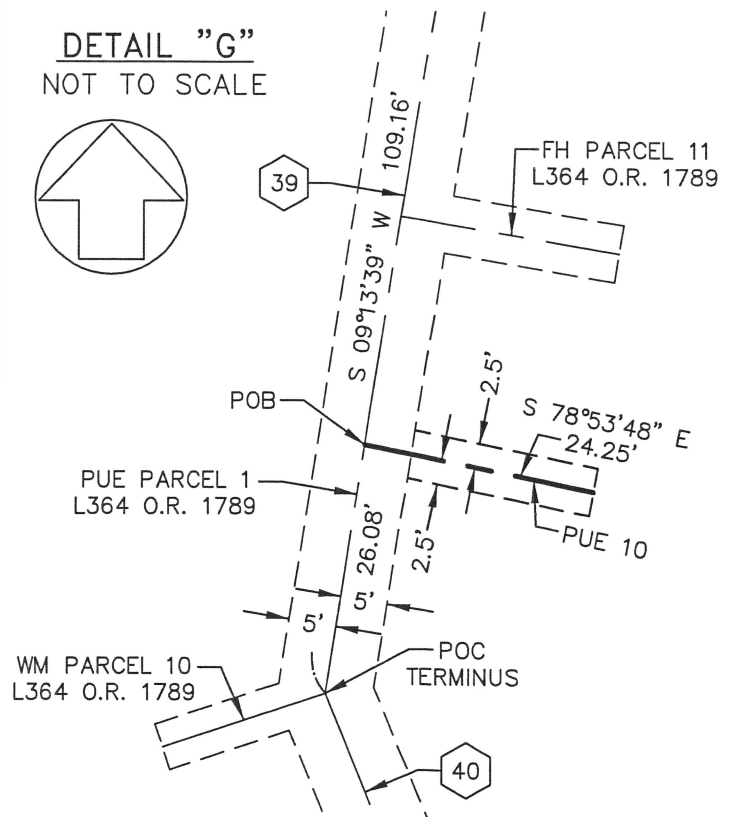 DETAIL "G"
NOT TO SCALE
109.16'
39
FH PARCEL 11
L364 O.R. 1789
S 09°13'39" W
2.5'
POB
S 78°53'48" E
24.25'
PUE PARCEL 1
L364 O.R. 1789
26.08'
2.5'
PUE 10
5'
5'
WM PARCEL 10
L364 O.R. 1789
POC
TERMINUS
40